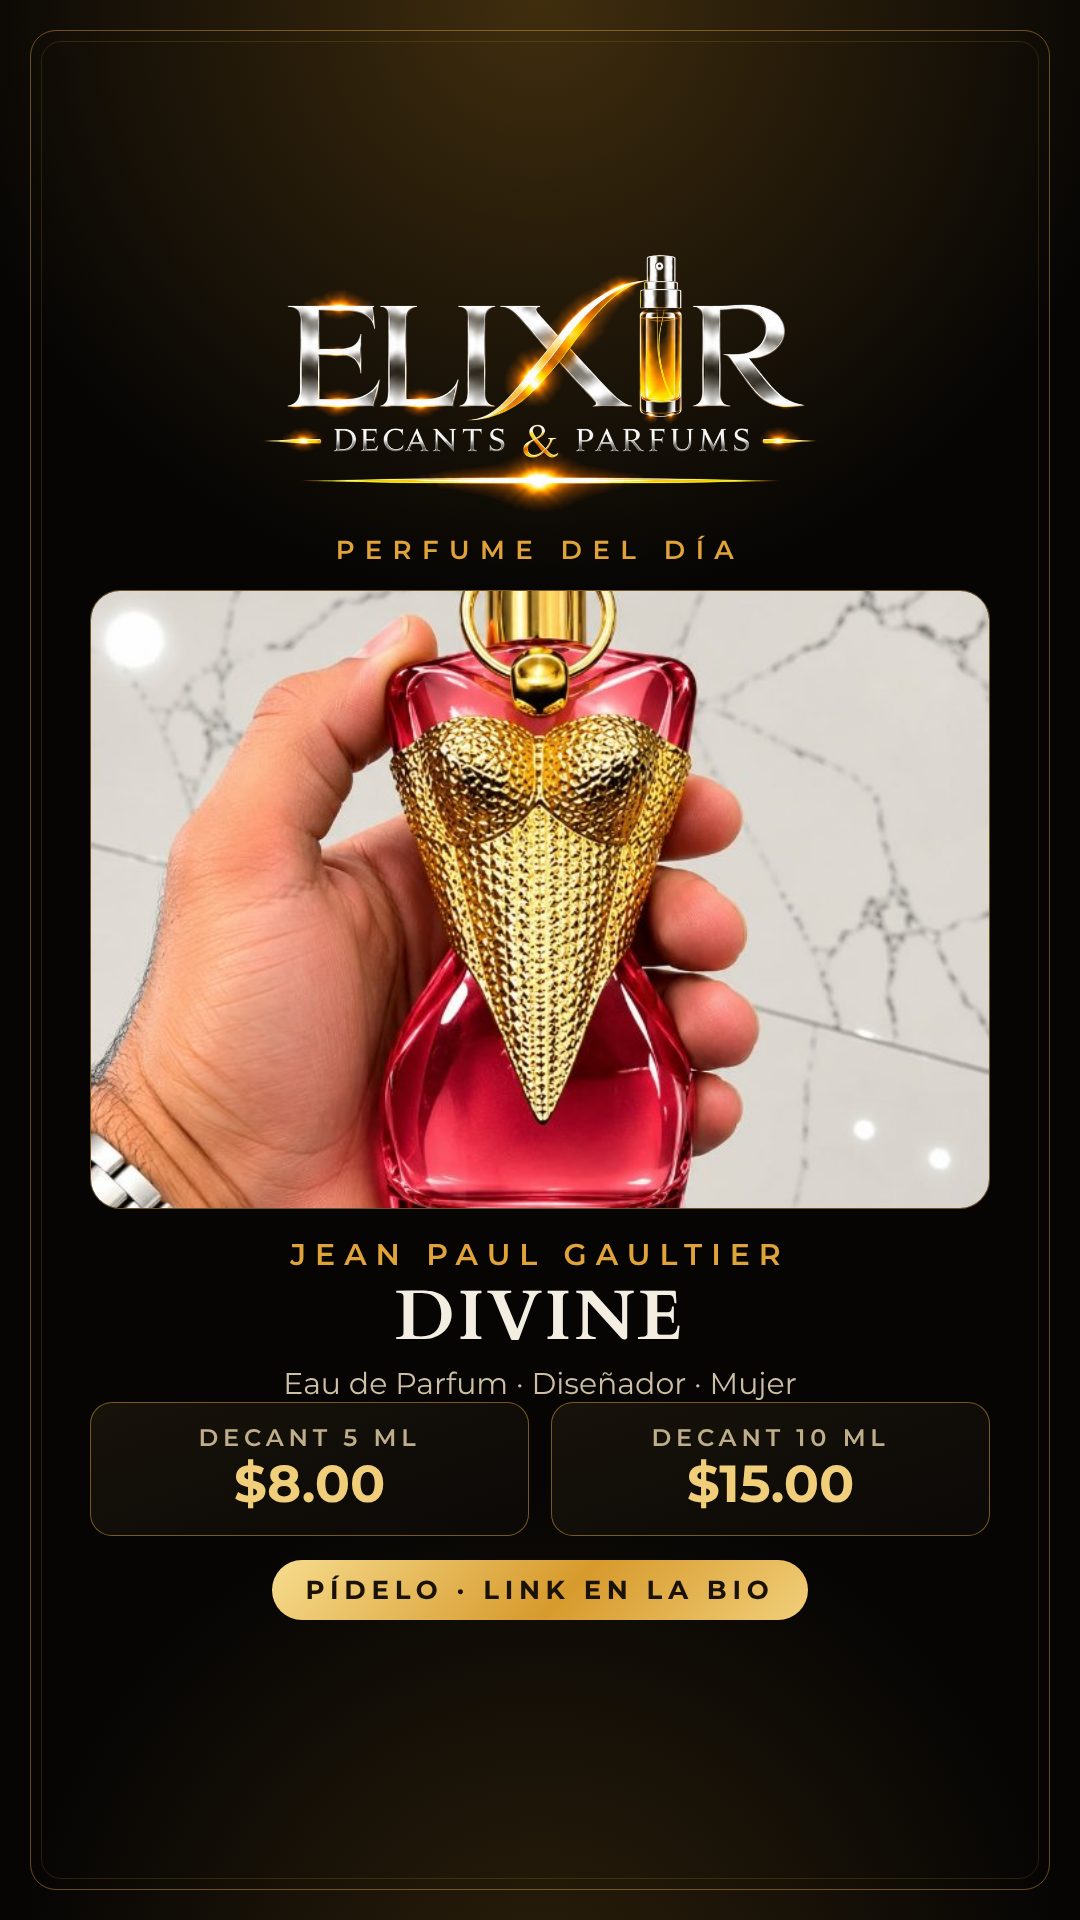 ELIXIR
DECANTS & PARFUMS
PERFUME DEL DÍA
JEAN PAUL GAULTIER
DIVINE
Eau de Parfum · Diseñador · Mujer
DECANT 5 ML
$8.00
DECANT 10 ML
$15.00
PÍDELO · LINK EN LA BIO